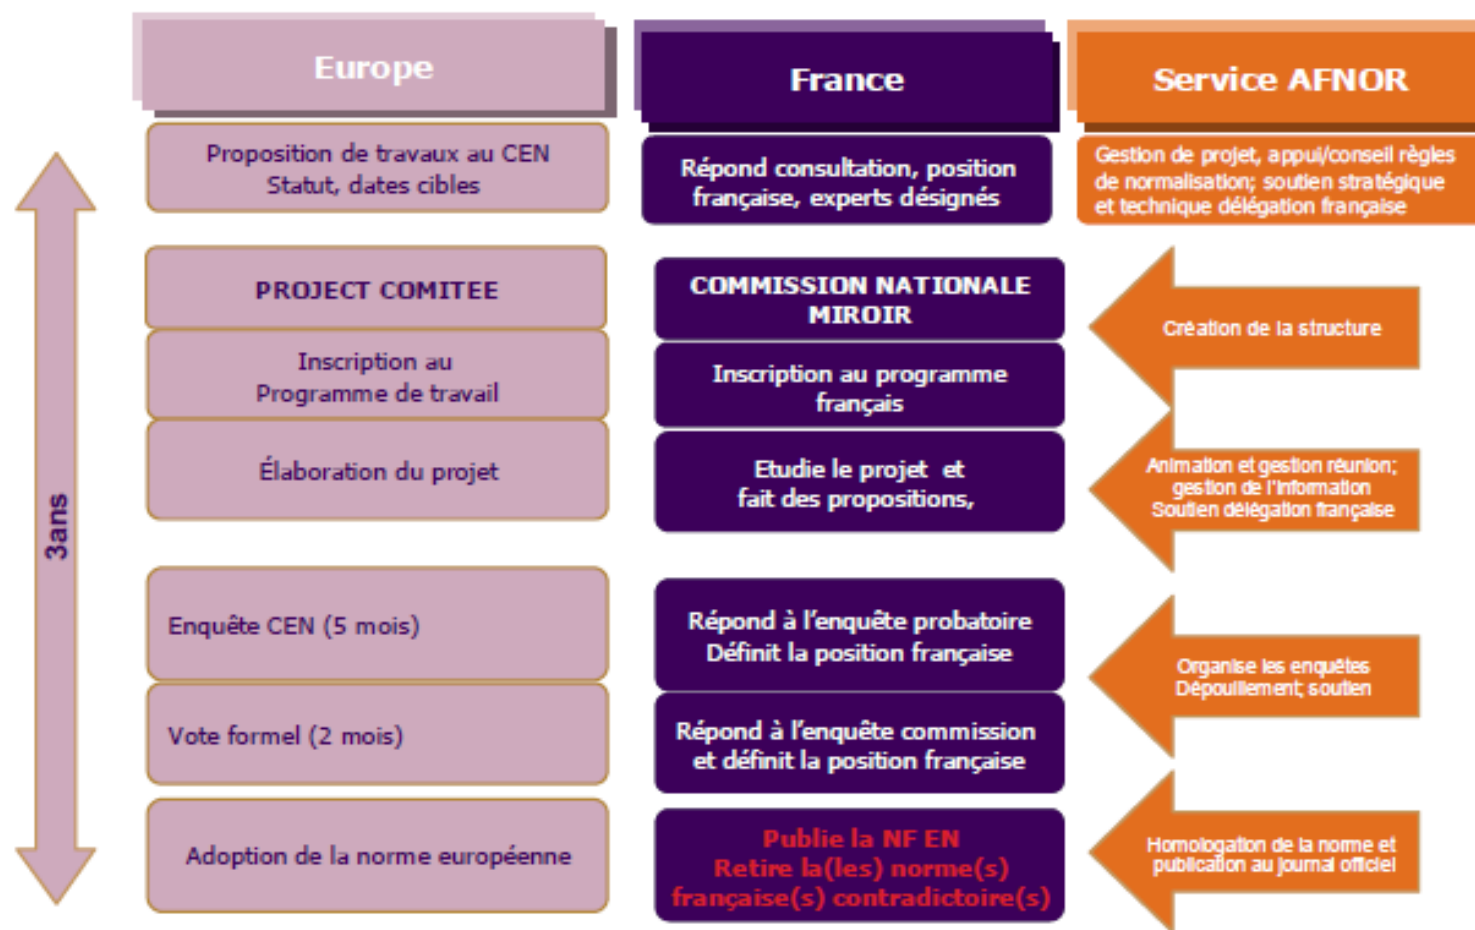 Europe
France
Service AFNOR
Proposition de travaux au CEN
Statut, dates cibles
Répond consultation, position
française, experts désignés
Gestion de projet, appui/conseil règles
de normalisation; soutien stratégique
et technique délégation française
PROJECT COMITEE
COMMISSION NATIONALE
MIROIR
Création de la structure
Inscription au
Programme de travail
Inscription au programme
français
Élaboration du projet
Etudie le projet et
fait des propositions,
Animation et gestion réunion;
gestion de l'information
Soutien délégation française
3ans
Enquête CEN (5 mois)
Répond à l’enquête probatoire
Définit la position française
Organise les enquêtes
Dépouillement; soutien
Vote formel (2 mois)
Répond à l’enquête commission
et définit la position française
Adoption de la norme européenne
Publie la NF EN
Retire la(les) norme(s)
française(s) contradictoire(s)
Homologation de la norme et
publication au journal officiel